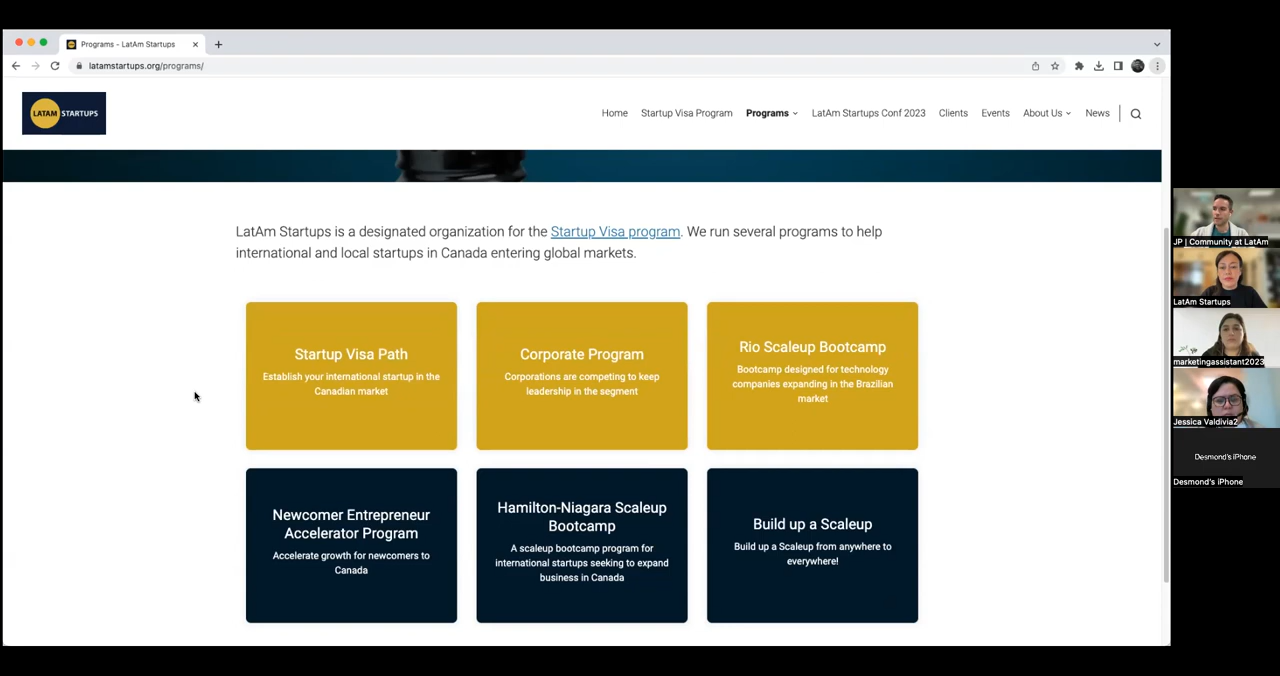 Programs - LatAm Startups
latamstartups.org/programs/
LATAM STARTUPS
Home Startup Visa Program Programs LatAm Startups Conf 2023 Clients Events About Us News
LatAm Startups is a designated organization for the Startup Visa program. We run several programs to help
international and local startups in Canada entering global markets.
Startup Visa Path
Establish your international startup in the
Canadian market
Corporate Program
Corporations are competing to keep
leadership in the segment
Rio Scaleup Bootcamp
Bootcamp designed for technology
companies expanding in the Brazilian
market
Newcomer Entrepreneur
Accelerator Program
Accelerate growth for newcomers to
Canada
Hamilton-Niagara Scaleup
Bootcamp
A scaleup bootcamp program for
international startups seeking to expand
business in Canada
Build up a Scaleup
Build up a Scaleup from anywhere to
everywhere!
JP | Community at LatAm
LatAm Startups
marketingassistant2023
Jessica Valdivia2
Desmond's iPhone
Desmond's iPhone